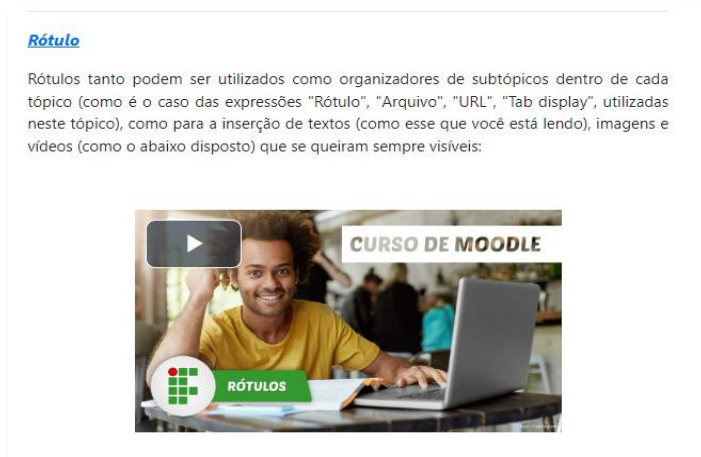 Rótulo
Rótulos tanto podem ser utilizados como organizadores de subtópicos dentro de cada
tópico (como é o caso das expressões "Rótulo", "Arquivo", "URL", "Tab display", utilizadas
neste tópico), como para a inserção de textos (como esse que você está lendo), imagens e
vídeos (como o abaixo disposto) que se queiram sempre visíveis:
CURSO DE MOODLE
RÓTULOS